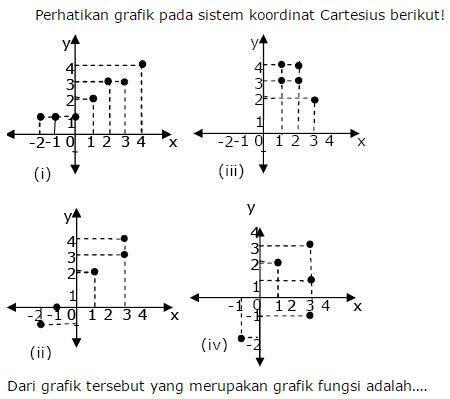 Perhatikan grafik pada sistem koordinat Cartesius berikut!
y
4
3
2
1
-2 -1 0 1 2 3 4 x
(i)
y
4
3
2
1
-2 -1 0 1 2 3 4 x
(iii)
y
4
3
2
1
-2 -1 0 1 2 3 4 x
(ii)
y
4
3
2
1
-1 0 1 2 3 4 x
-1
-2
(iv)
Dari grafik tersebut yang merupakan grafik fungsi adalah....